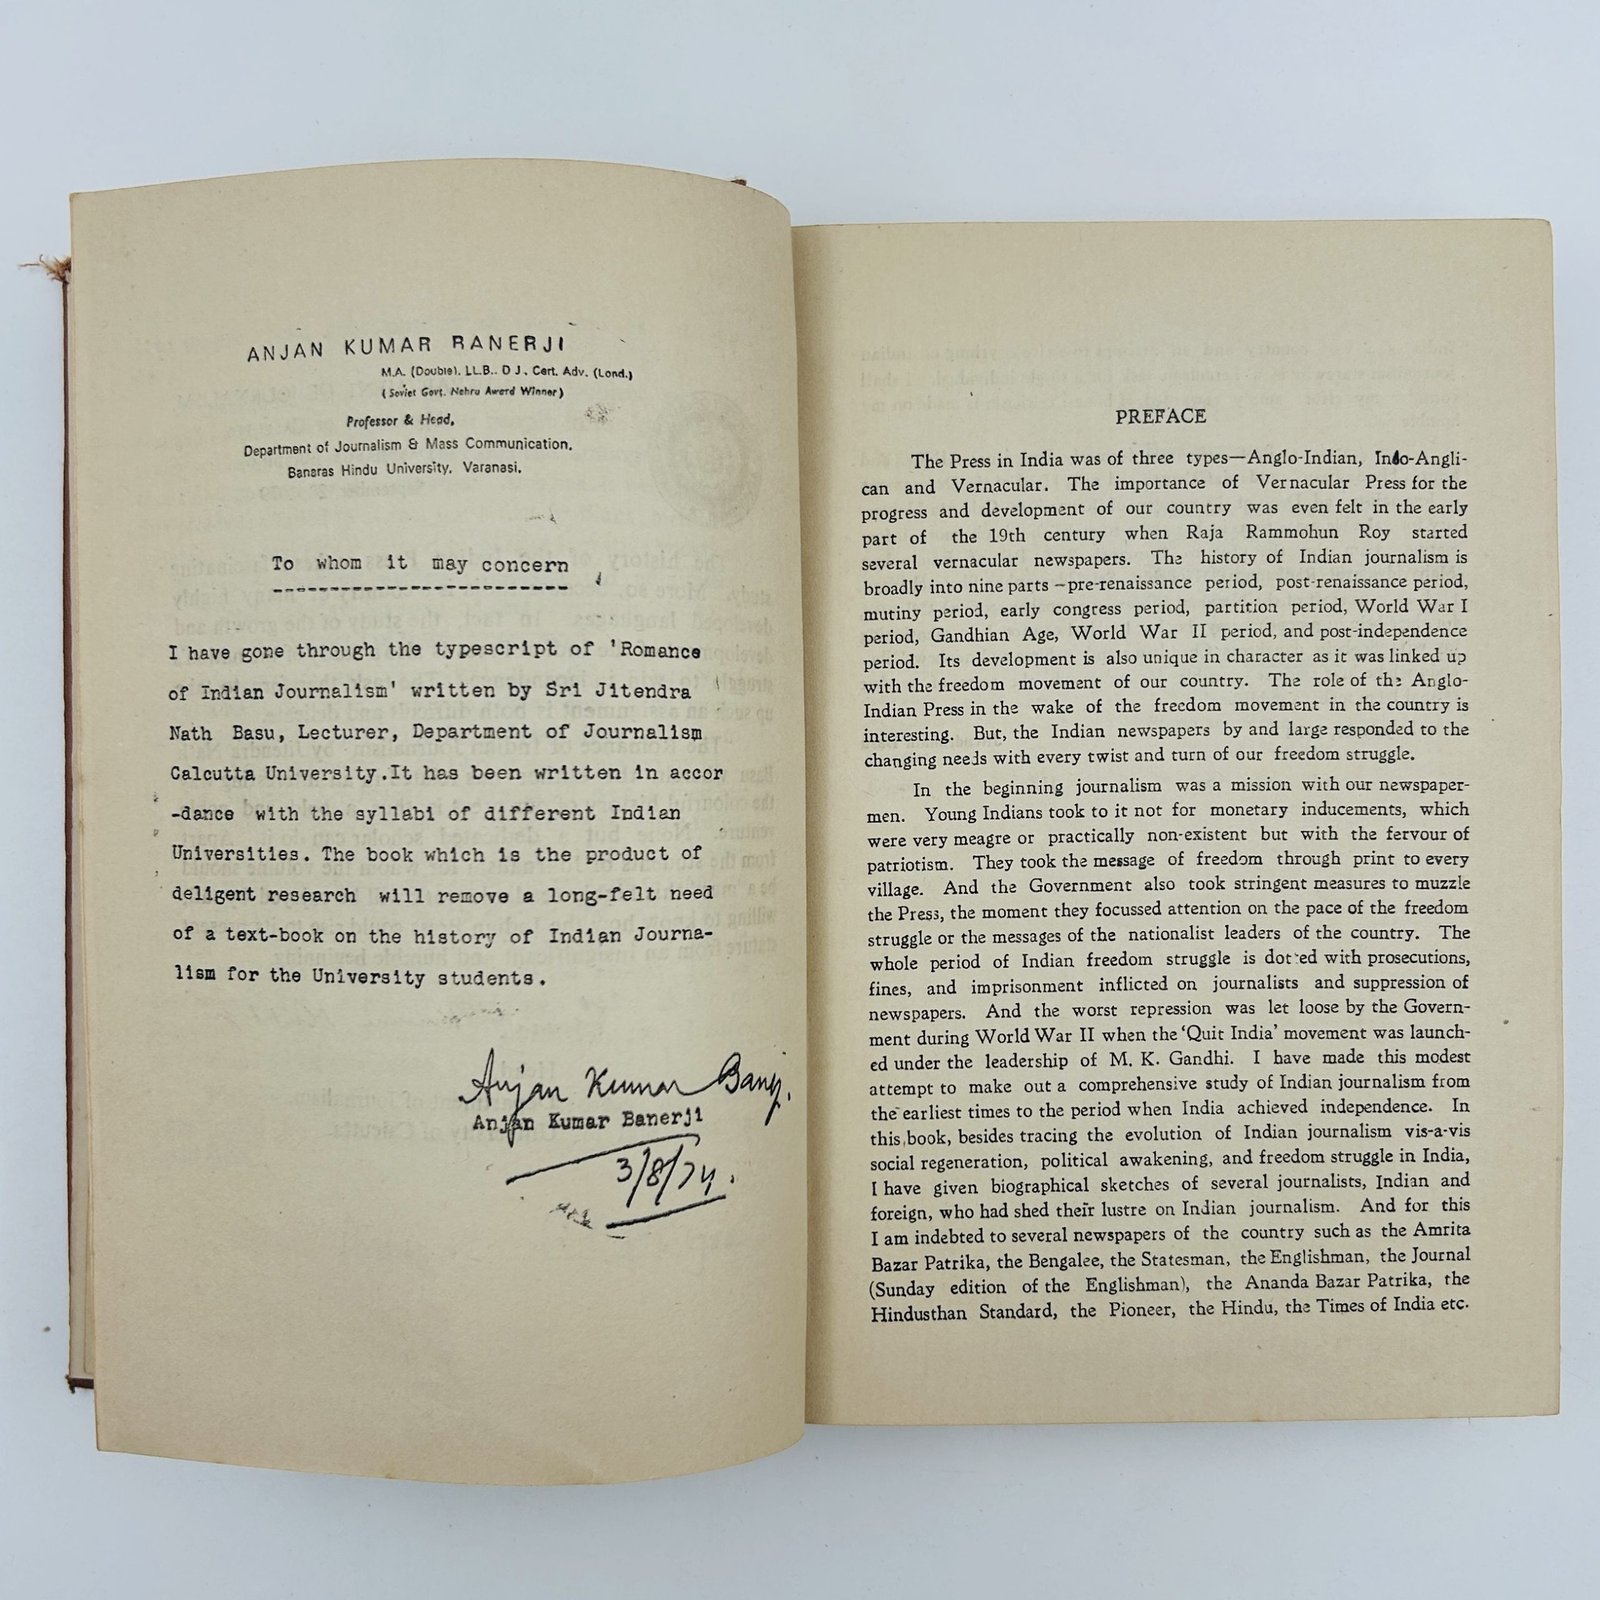 ANJAN KUMAR BANERJI
M.A. (Double), LL.B.. D J., Cert. Adv. (Lond.)
(Soviet Govt. Nehru Award Winner)
Professor & Head,
Department of Journalism & Mass Communication,
Banaras Hindu University, Varanasi.
To whom it may concern
I have gone through the typescript of 'Romance
of Indian Journalism' written by Sri Jitendra
Nath Basu, Lecturer, Department of Journalism
Calcutta University.It has been written in accor
-dance with the syllabi of different Indian
Universities. The book which is the product of
deligent research will remove a long-felt need
of a text-book on the history of Indian Journa-
lism for the University students.
Anjan Kumar Banerji
Anjan Kumar Banerji
3/8/74.
PREFACE
The Press in India was of three types—Anglo-Indian, Indo-Angli-
can and Vernacular. The importance of Vernacular Press for the
progress and development of our country was even felt in the early
part of the 19th century when Raja Rammohun Roy started
several vernacular newspapers. The history of Indian journalism is
broadly into nine parts –pre-renaissance period, post-renaissance period,
mutiny period, early congress period, partition period, World War I
period, Gandhian Age, World War II period, and post-independence
period. Its development is also unique in character as it was linked up
with the freedom movement of our country. The role of the Anglo-
Indian Press in the wake of the freedom movement in the country is
interesting. But, the Indian newspapers by and large responded to the
changing needs with every twist and turn of our freedom struggle.
In the beginning journalism was a mission with our newspaper-
men. Young Indians took to it not for monetary inducements, which
were very meagre or practically non-existent but with the fervour of
patriotism. They took the message of freedom through print to every
village. And the Government also took stringent measures to muzzle
the Press, the moment they focussed attention on the pace of the freedom
struggle or the messages of the nationalist leaders of the country. The
whole period of Indian freedom struggle is dotted with prosecutions,
fines, and imprisonment inflicted on journalists and suppression of
newspapers. And the worst repression was let loose by the Govern-
ment during World War II when the 'Quit India' movement was launch-
ed under the leadership of M. K. Gandhi. I have made this modest
attempt to make out a comprehensive study of Indian journalism from
the earliest times to the period when India achieved independence. In
this book, besides tracing the evolution of Indian journalism vis-a-vis
social regeneration, political awakening, and freedom struggle in India,
I have given biographical sketches of several journalists, Indian and
foreign, who had shed their lustre on Indian journalism. And for this
I am indebted to several newspapers of the country such as the Amrita
Bazar Patrika, the Bengalee, the Statesman, the Englishman, the Journal
(Sunday edition of the Englishman), the Ananda Bazar Patrika, the
Hindusthan Standard, the Pioneer, the Hindu, the Times of India etc.